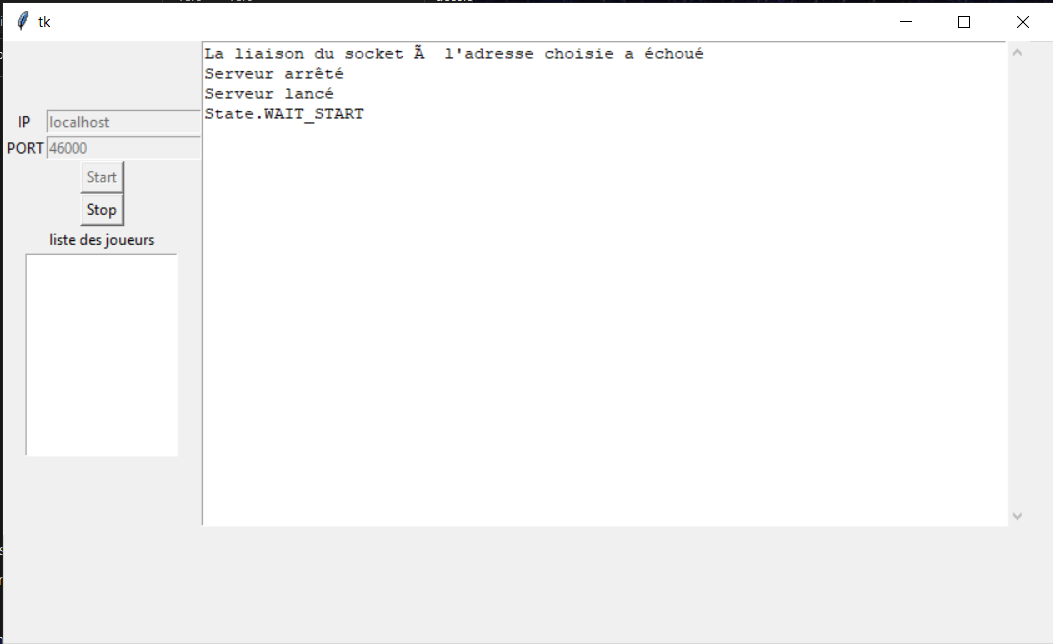 tk
La liaison du socket Ã  l'adresse choisie a échoué
Serveur arrêté
Serveur lancé
State.WAIT_START
IP localhost
PORT 46000
Start
Stop
liste des joueurs